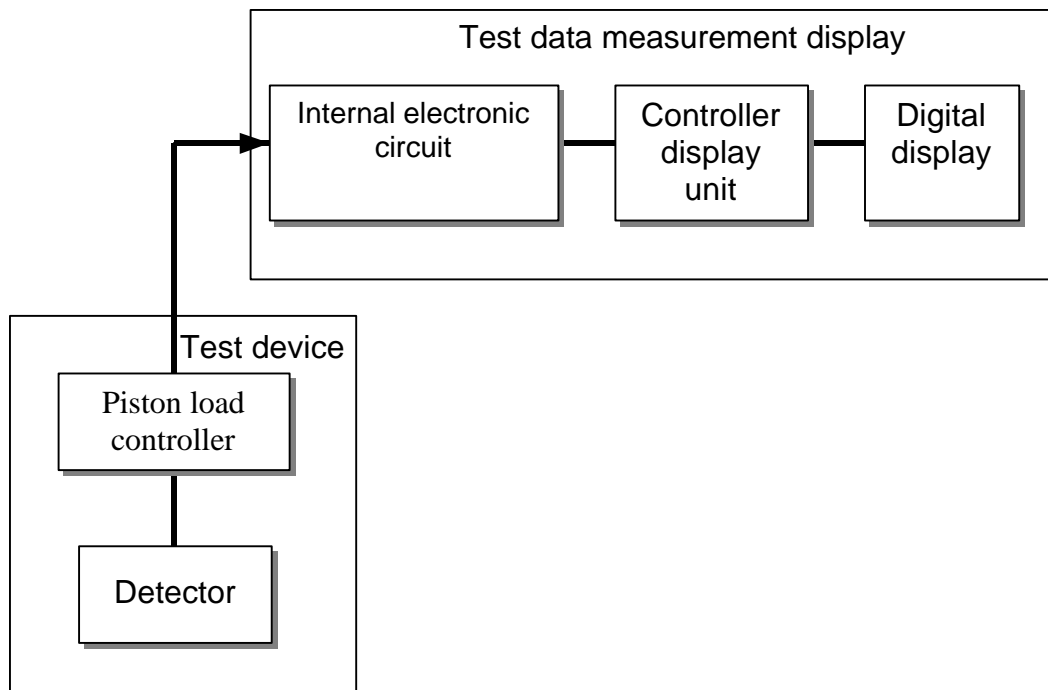 Test data measurement display
Internal electronic
circuit
Controller
display
unit
Digital
display
Test device
Piston load
controller
Detector